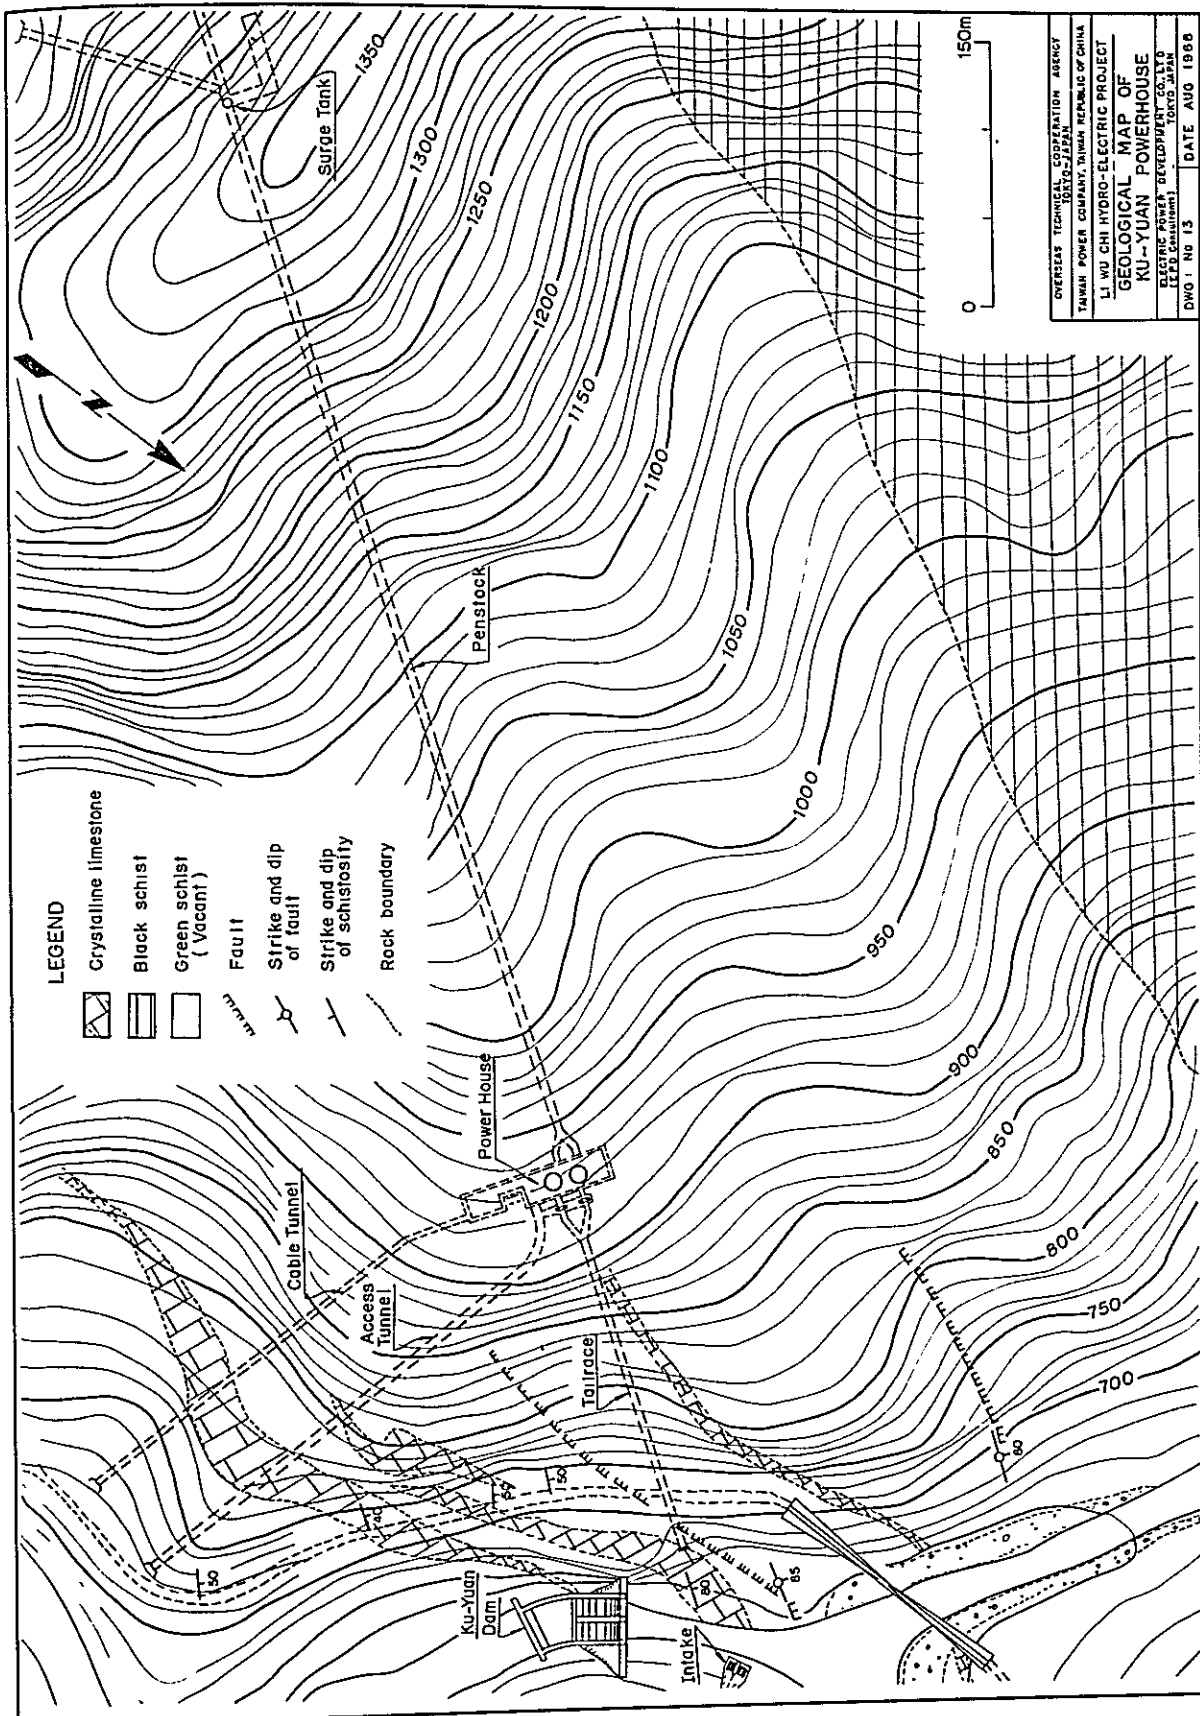 LEGEND
Crystalline limestone
Black schist
Green schist
( Vacant )
Fault
Strike and dip
of fault
Strike and dip
of schistosity
Rock boundary
Surge Tank
Penstock
Power House
Cable Tunnel
Access
Tunnel
Tailrace
Ku-Yuan
Dam
Intake
N
1350
1300
1250
1200
1150
1100
1050
1000
950
900
850
800
750
700
50
40
50
50
80
85
60
0
150m
OVERSEAS TECHNICAL COOPERATION AGENCY
TOKYO-JAPAN
TAIWAN POWER COMPANY, TAIWAN REPUBLIC OF CHINA
LI WU CHI HYDRO-ELECTRIC PROJECT
GEOLOGICAL MAP OF
KU-YUAN POWERHOUSE
ELECTRIC POWER DEVELOPMENT CO., LTD
TOKYO JAPAN
DWG : NO 13
DATE AUG 1966